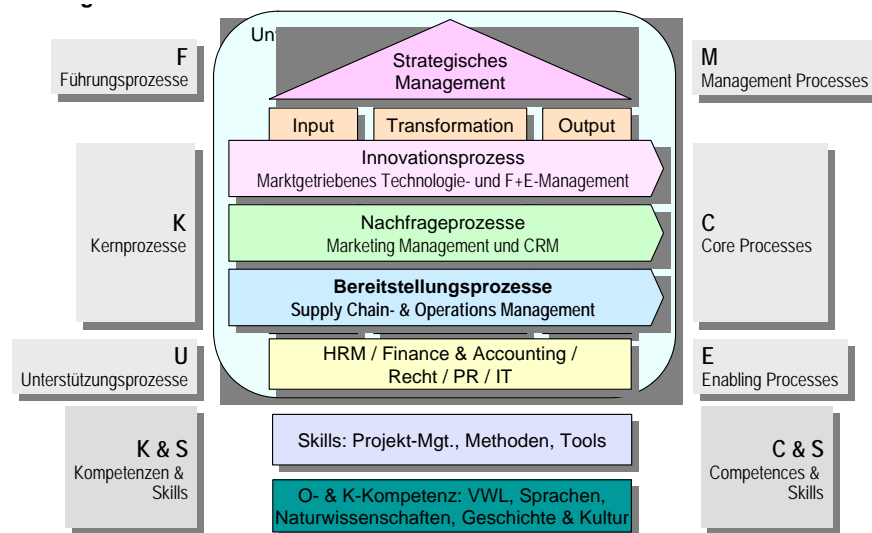 F
Führungsprozesse
Strategisches
Management
M
Management Processes
Input
Transformation
Output
K
Kernprozesse
Innovationsprozess
Marktgetriebenes Technologie- und F+E-Management
Nachfrageprozesse
Marketing Management und CRM
Bereitstellungsprozesse
Supply Chain- & Operations Management
C
Core Processes
U
Unterstützungsprozesse
HRM / Finance & Accounting /
Recht / PR / IT
E
Enabling Processes
K & S
Kompetenzen &
Skills
Skills: Projekt-Mgt., Methoden, Tools
O- & K-Kompetenz: VWL, Sprachen,
Naturwissenschaften, Geschichte & Kultur
C & S
Competences &
Skills